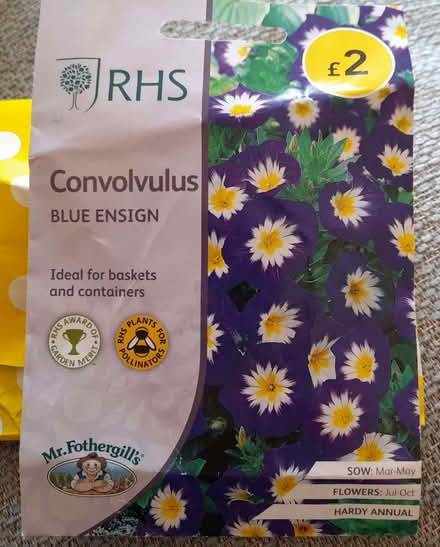 RHS
£2
Convolvulus
BLUE ENSIGN
Ideal for baskets
and containers
RHS AWARD OF
GARDEN MERIT
RHS PLANTS FOR
POLLINATORS
Mr.Fothergill's
SOW: Mar-May
FLOWERS: Jul-Oct
HARDY ANNUAL